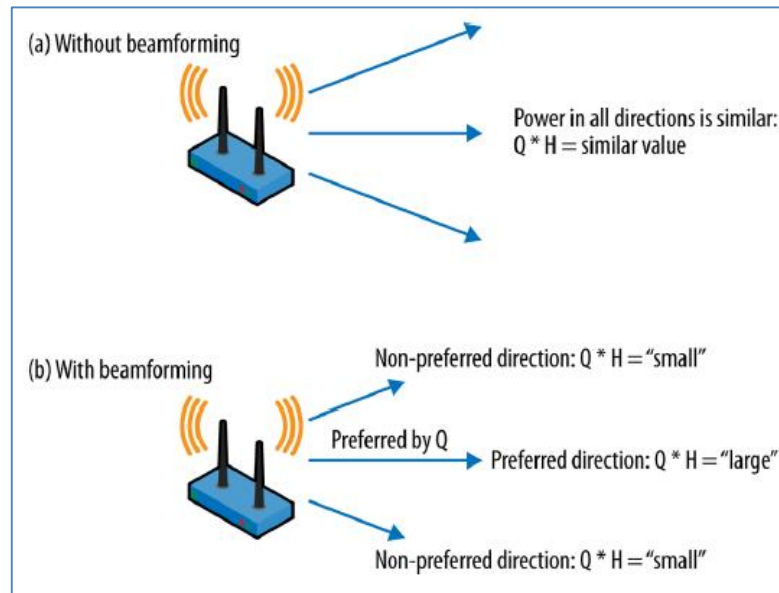 (a) Without beamforming
Power in all directions is similar:
Q * H = similar value
(b) With beamforming
Non-preferred direction: Q * H = “small”
Preferred by Q
Preferred direction: Q * H = “large”
Non-preferred direction: Q * H = “small”